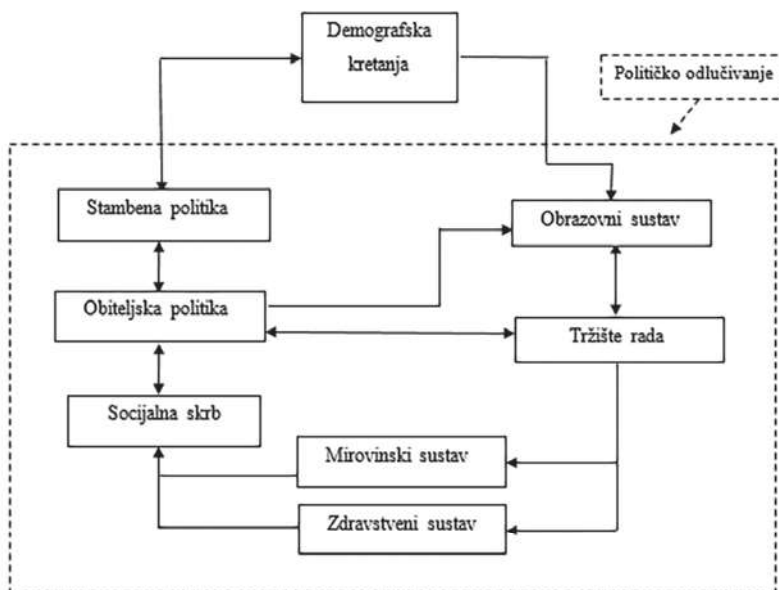 Demografska
kretanja
Političko odlučivanje
Stambena politika
Obrazovni sustav
Obiteljska politika
Tržište rada
Socijalna skrb
Mirovinski sustav
Zdravstveni sustav